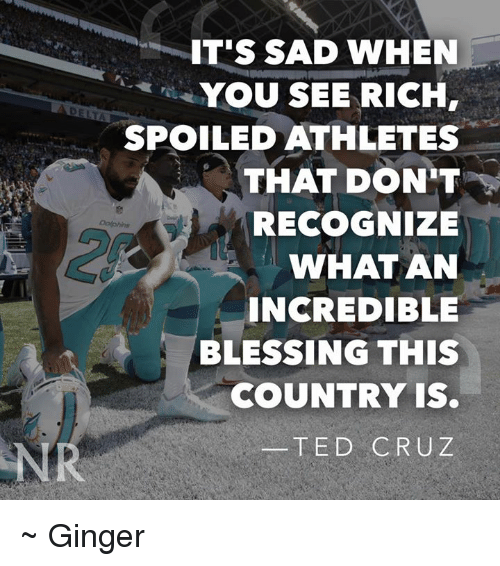 IT'S SAD WHEN
YOU SEE RICH,
SPOILED ATHLETES
THAT DON'T
RECOGNIZE
WHAT AN
INCREDIBLE
BLESSING THIS
COUNTRY IS.
—TED CRUZ
DELTA
Dolphins
29
NR
~ Ginger